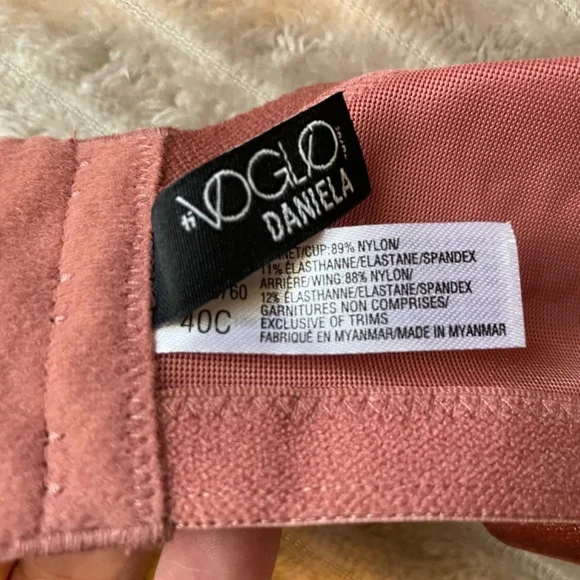 VOGLO
DANIELA
/CUP: 89% NYLON/
11% ÉLASTHANNE/ELASTANE/SPANDEX
ARRIÈRE/WING: 88% NYLON/
/60 12% ÉLASTHANNE/ELASTANE/SPANDEX
GARNITURES NON COMPRISES/
40C EXCLUSIVE OF TRIMS
FABRIQUÉ EN MYANMAR/MADE IN MYANMAR